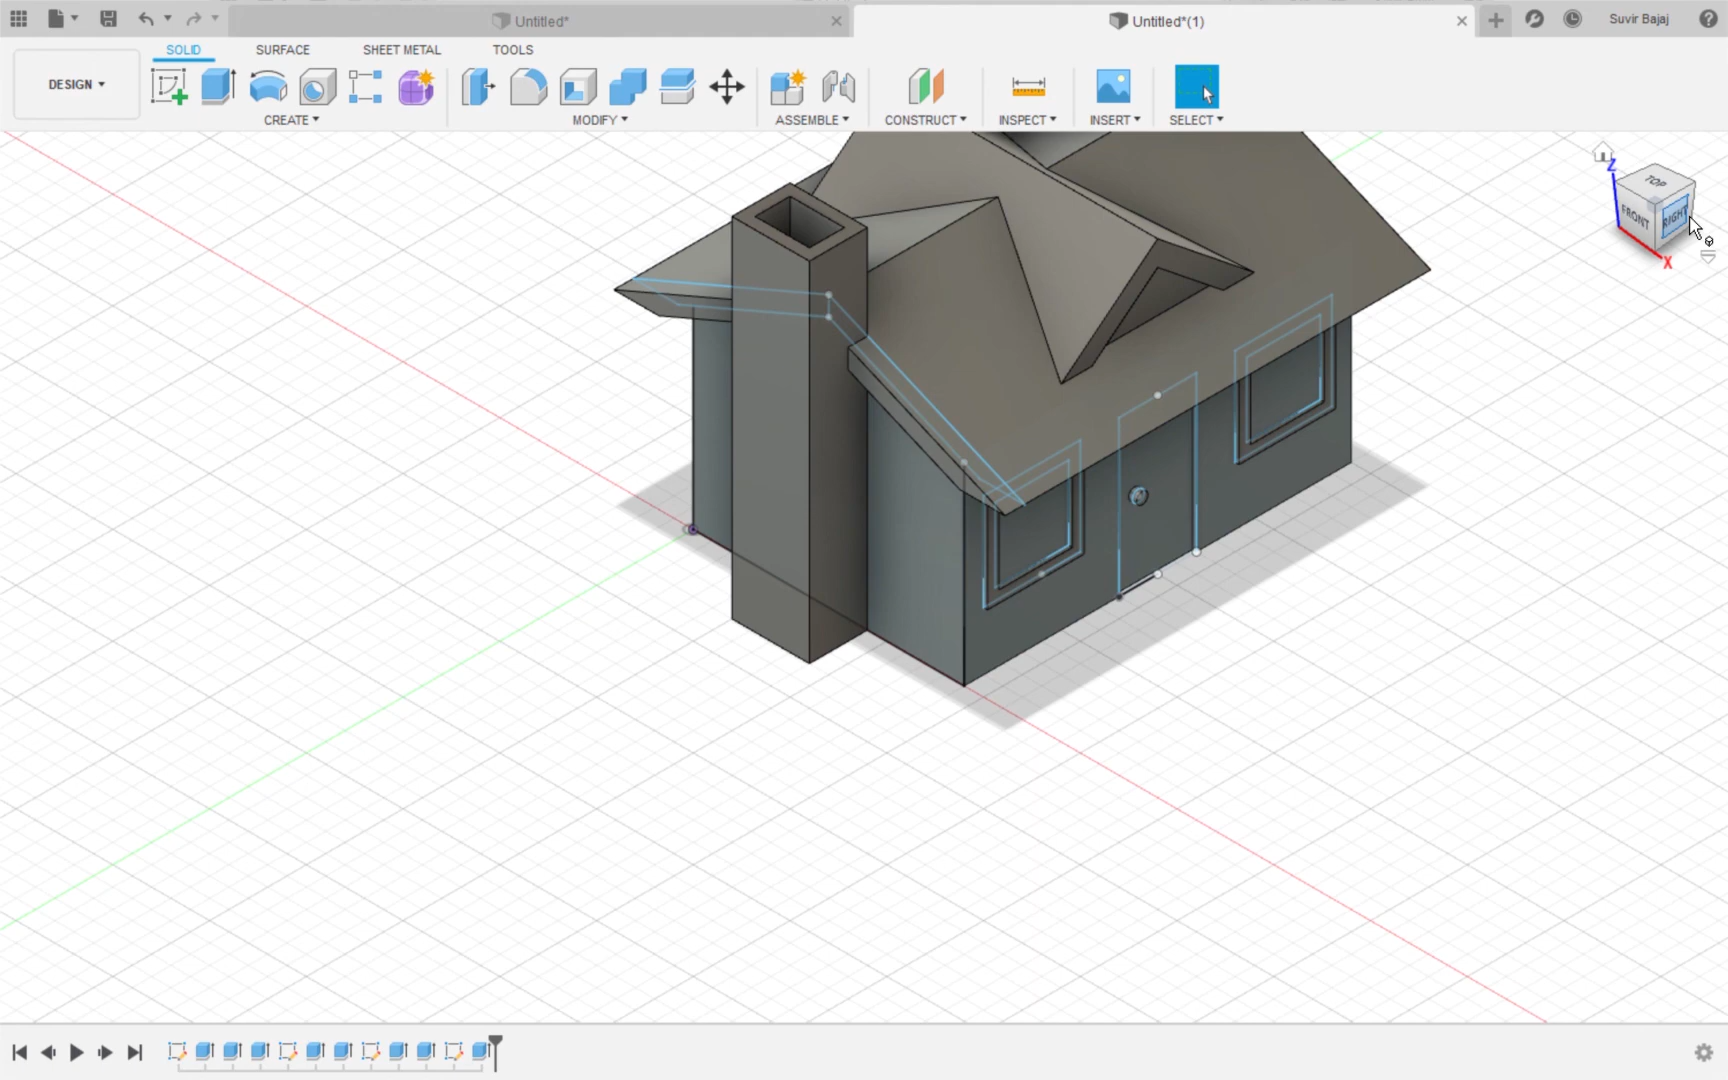 Untitled*
Untitled*(1)
Suvir Bajaj
SOLID
SURFACE
SHEET METAL
TOOLS
DESIGN
CREATE
MODIFY
ASSEMBLE
CONSTRUCT
INSPECT
INSERT
SELECT
Z
TOP
FRONT
RIGHT
X